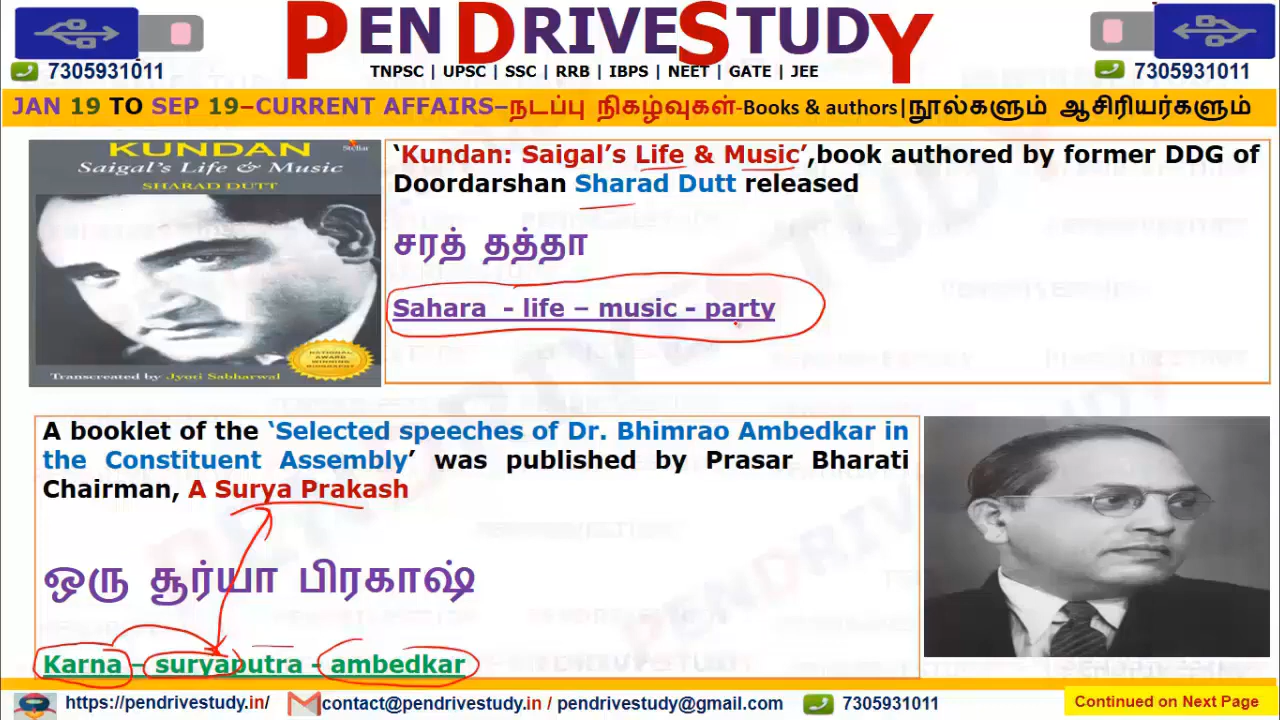 PENDRIVESTUDY
7305931011
TNPSC | UPSC | SSC | RRB | IBPS | NEET | GATE | JEE
7305931011
JAN 19 TO SEP 19–CURRENT AFFAIRS–நடப்பு நிகழ்வுகள்-Books & authors|நூல்களும் ஆசிரியர்களும்
KUNDAN
Stellar
Saigal's Life & Music
SHARAD DUTT
NATIONAL
AWARD
WINNING
BIOGRAPHY
Transcreated by Jyoti Sabharwal
‘Kundan: Saigal’s Life & Music’,book authored by former DDG of
Doordarshan Sharad Dutt released
சரத் தத்தா
Sahara - life – music - party
A booklet of the ‘Selected speeches of Dr. Bhimrao Ambedkar in
the Constituent Assembly’ was published by Prasar Bharati
Chairman, A Surya Prakash
ஒரு சூர்யா பிரகாஷ்
Karna – suryaputra - ambedkar
https://pendrivestudy.in/
contact@pendrivestudy.in / pendrivestudy@gmail.com
7305931011
Continued on Next Page